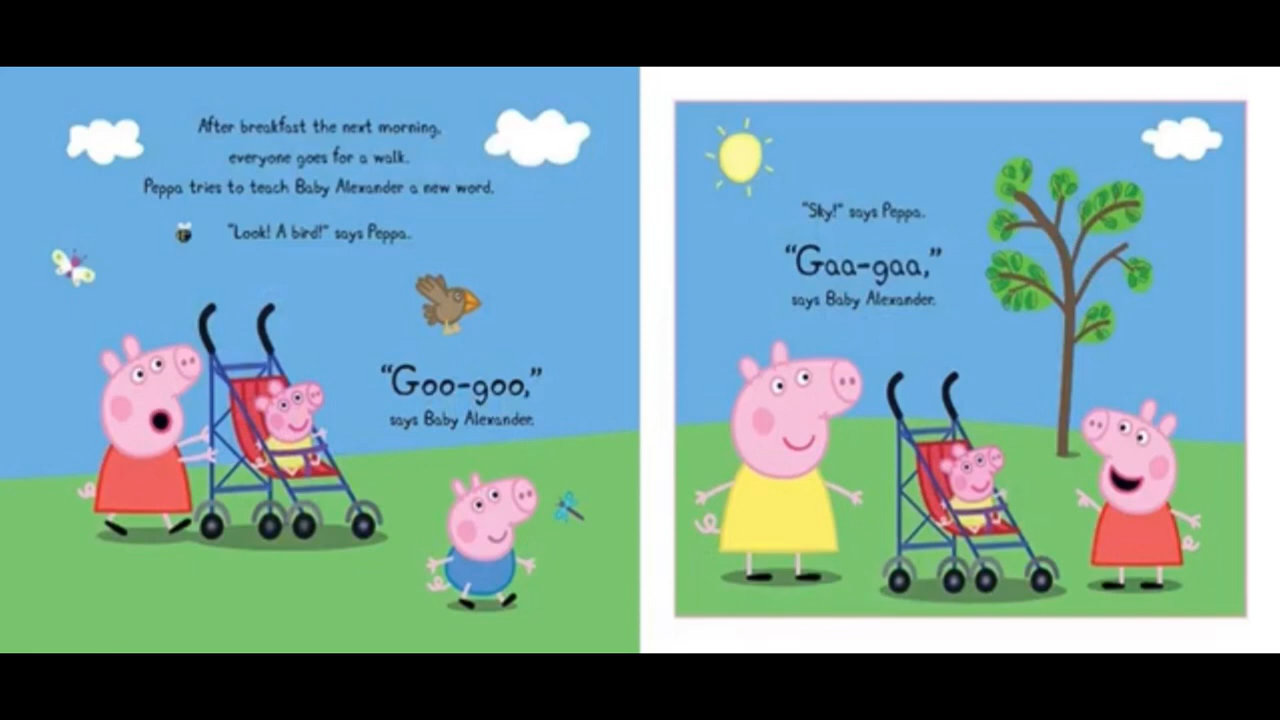 After breakfast the next morning,
everyone goes for a walk.
Peppa tries to teach Baby Alexander a new word.
"Look! A bird!" says Peppa.
"Goo-goo,"
says Baby Alexander.
"Sky!" says Peppa.
"Gaa-gaa,"
says Baby Alexander.